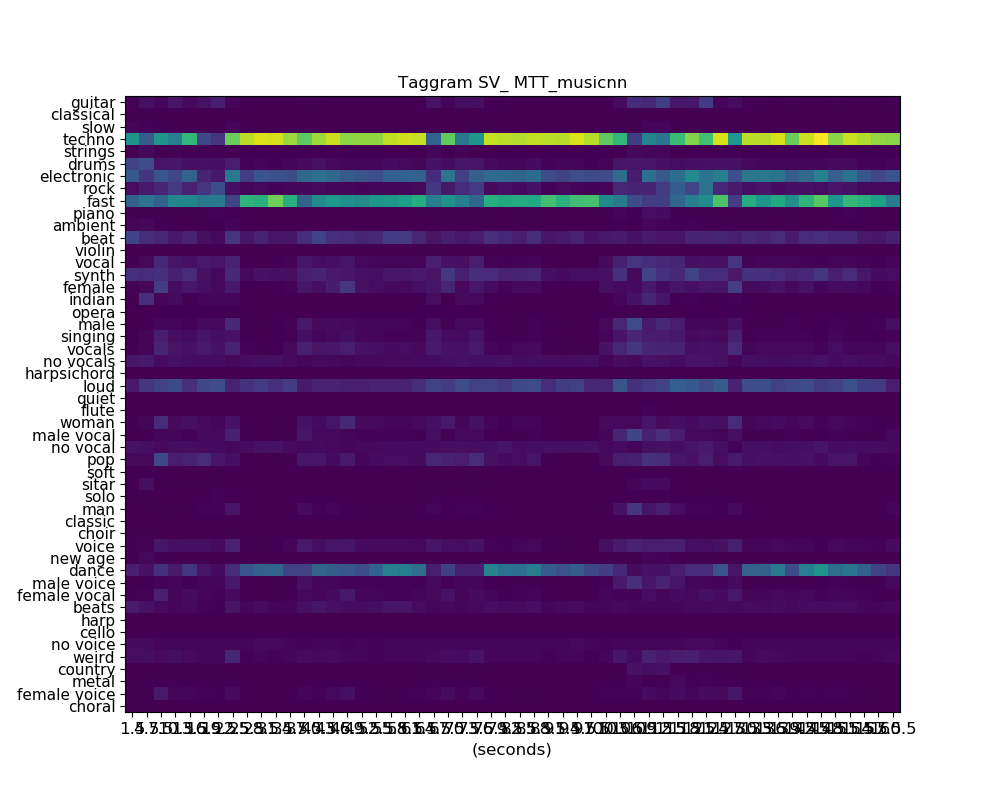 Taggram SV_ MTT_musicnn
guitar
classical
slow
techno
strings
drums
electronic
rock
fast
piano
ambient
beat
violin
vocal
synth
female
indian
opera
male
singing
vocals
no vocals
harpsichord
loud
quiet
flute
woman
male vocal
no vocal
pop
soft
sitar
solo
man
classic
choir
voice
new age
dance
male voice
female vocal
beats
harp
cello
no voice
weird
country
metal
female voice
choral
(seconds)